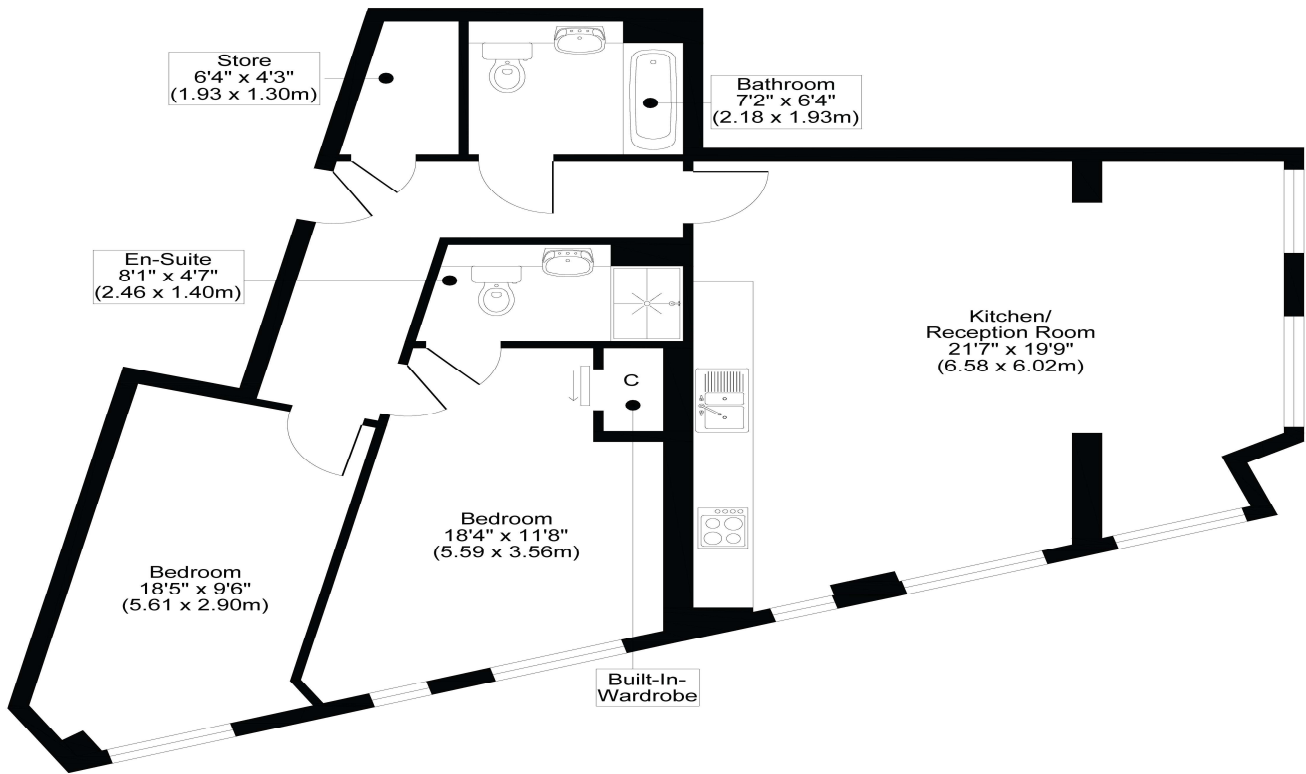 Store
6'4" x 4'3"
(1.93 x 1.30m)
Bathroom
7'2" x 6'4"
(2.18 x 1.93m)
En-Suite
8'1" x 4'7"
(2.46 x 1.40m)
Kitchen/
Reception Room
21'7" x 19'9"
(6.58 x 6.02m)
C
Bedroom
18'4" x 11'8"
(5.59 x 3.56m)
Bedroom
18'5" x 9'6"
(5.61 x 2.90m)
Built-In-
Wardrobe